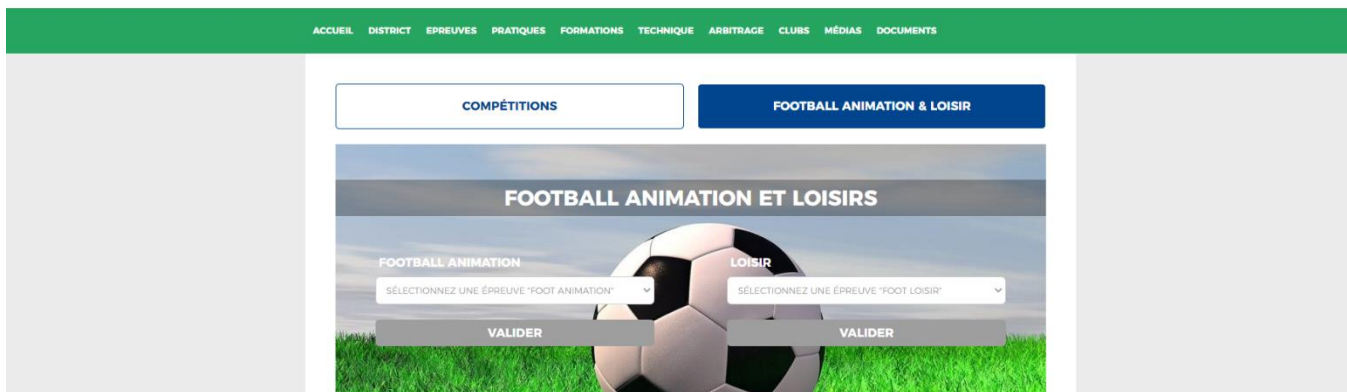 ACCUEIL DISTRICT EPREUVES PRATIQUES FORMATIONS TECHNIQUE ARBITRAGE CLUBS MÉDIAS DOCUMENTS
COMPÉTITIONS FOOTBALL ANIMATION & LOISIR
FOOTBALL ANIMATION ET LOISIRS
FOOTBALL ANIMATION LOISIR
SÉLECTIONNEZ UNE ÉPREUVE "FOOT ANIMATION" SÉLECTIONNEZ UNE ÉPREUVE "FOOT LOISIR"
VALIDER VALIDER